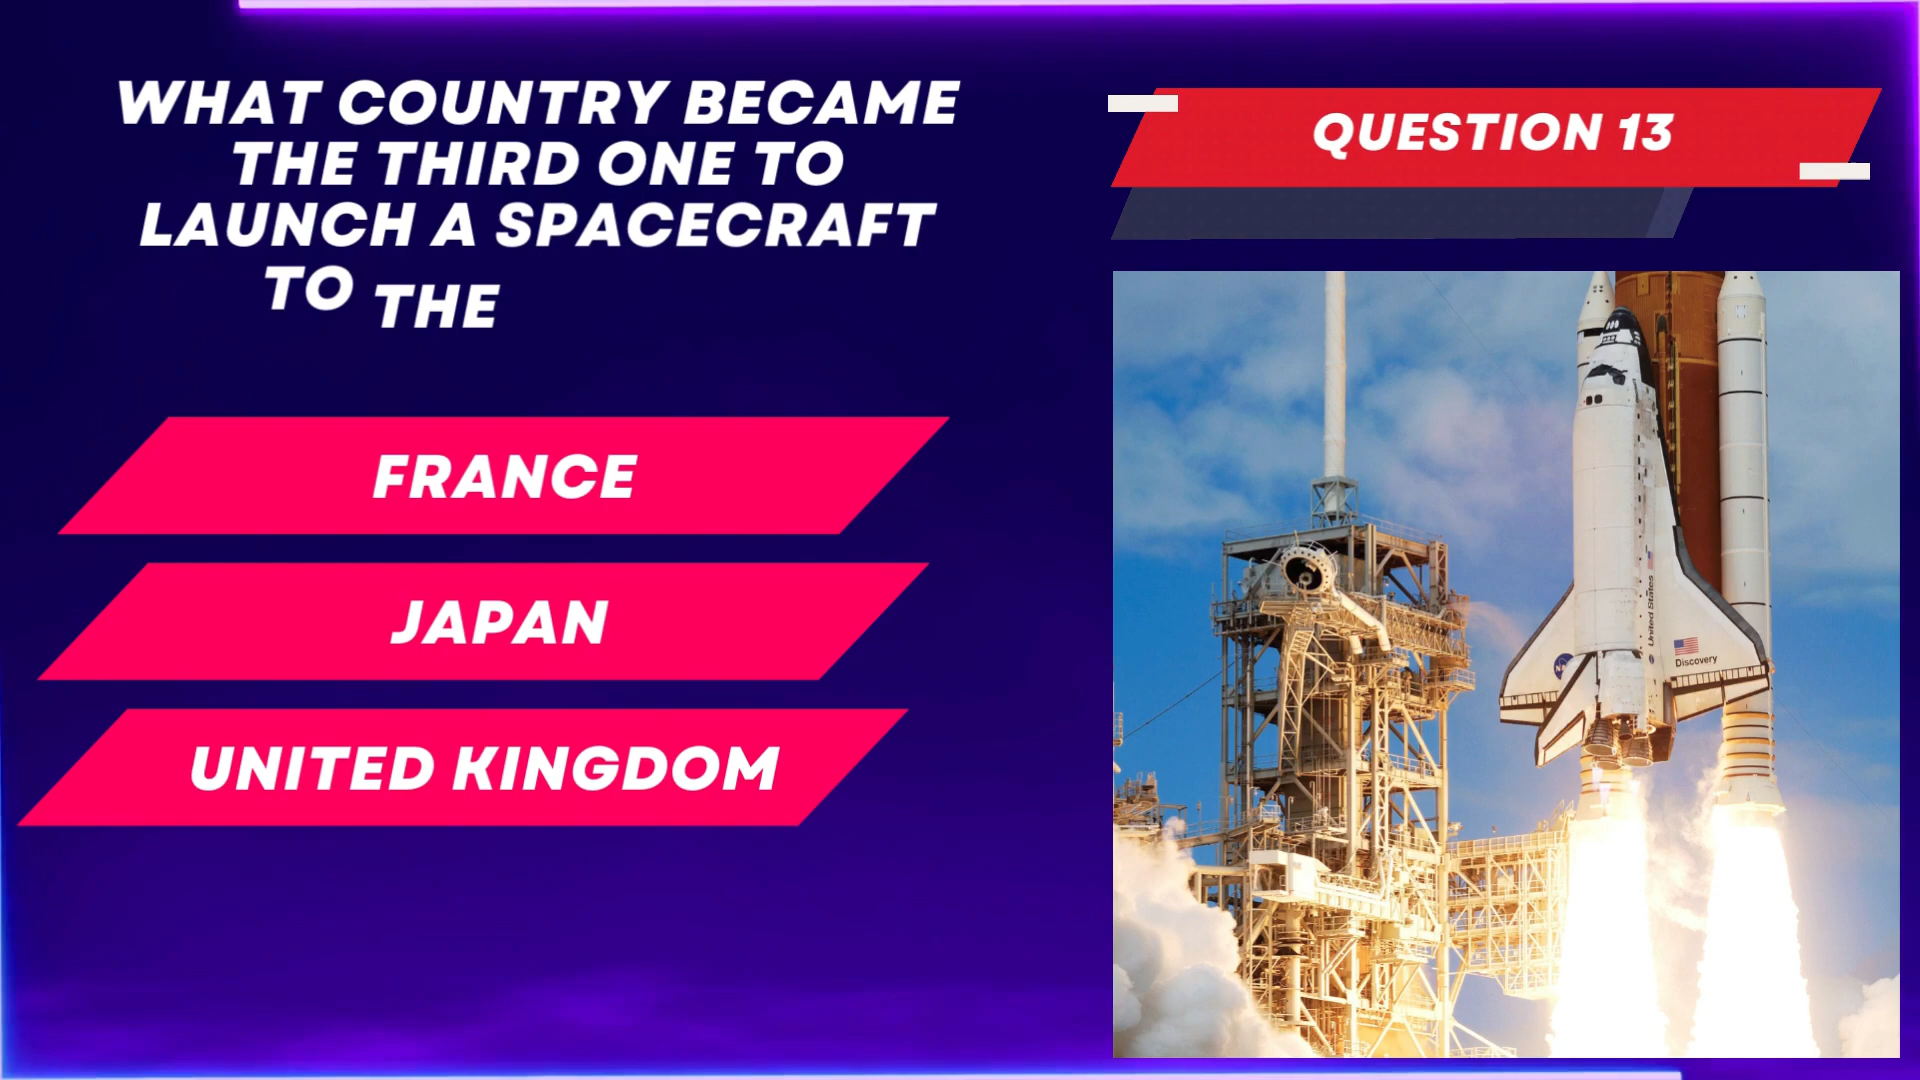 WHAT COUNTRY BECAME
THE THIRD ONE TO
LAUNCH A SPACECRAFT
TO THE
QUESTION 13
FRANCE
JAPAN
UNITED KINGDOM
United States
Discovery